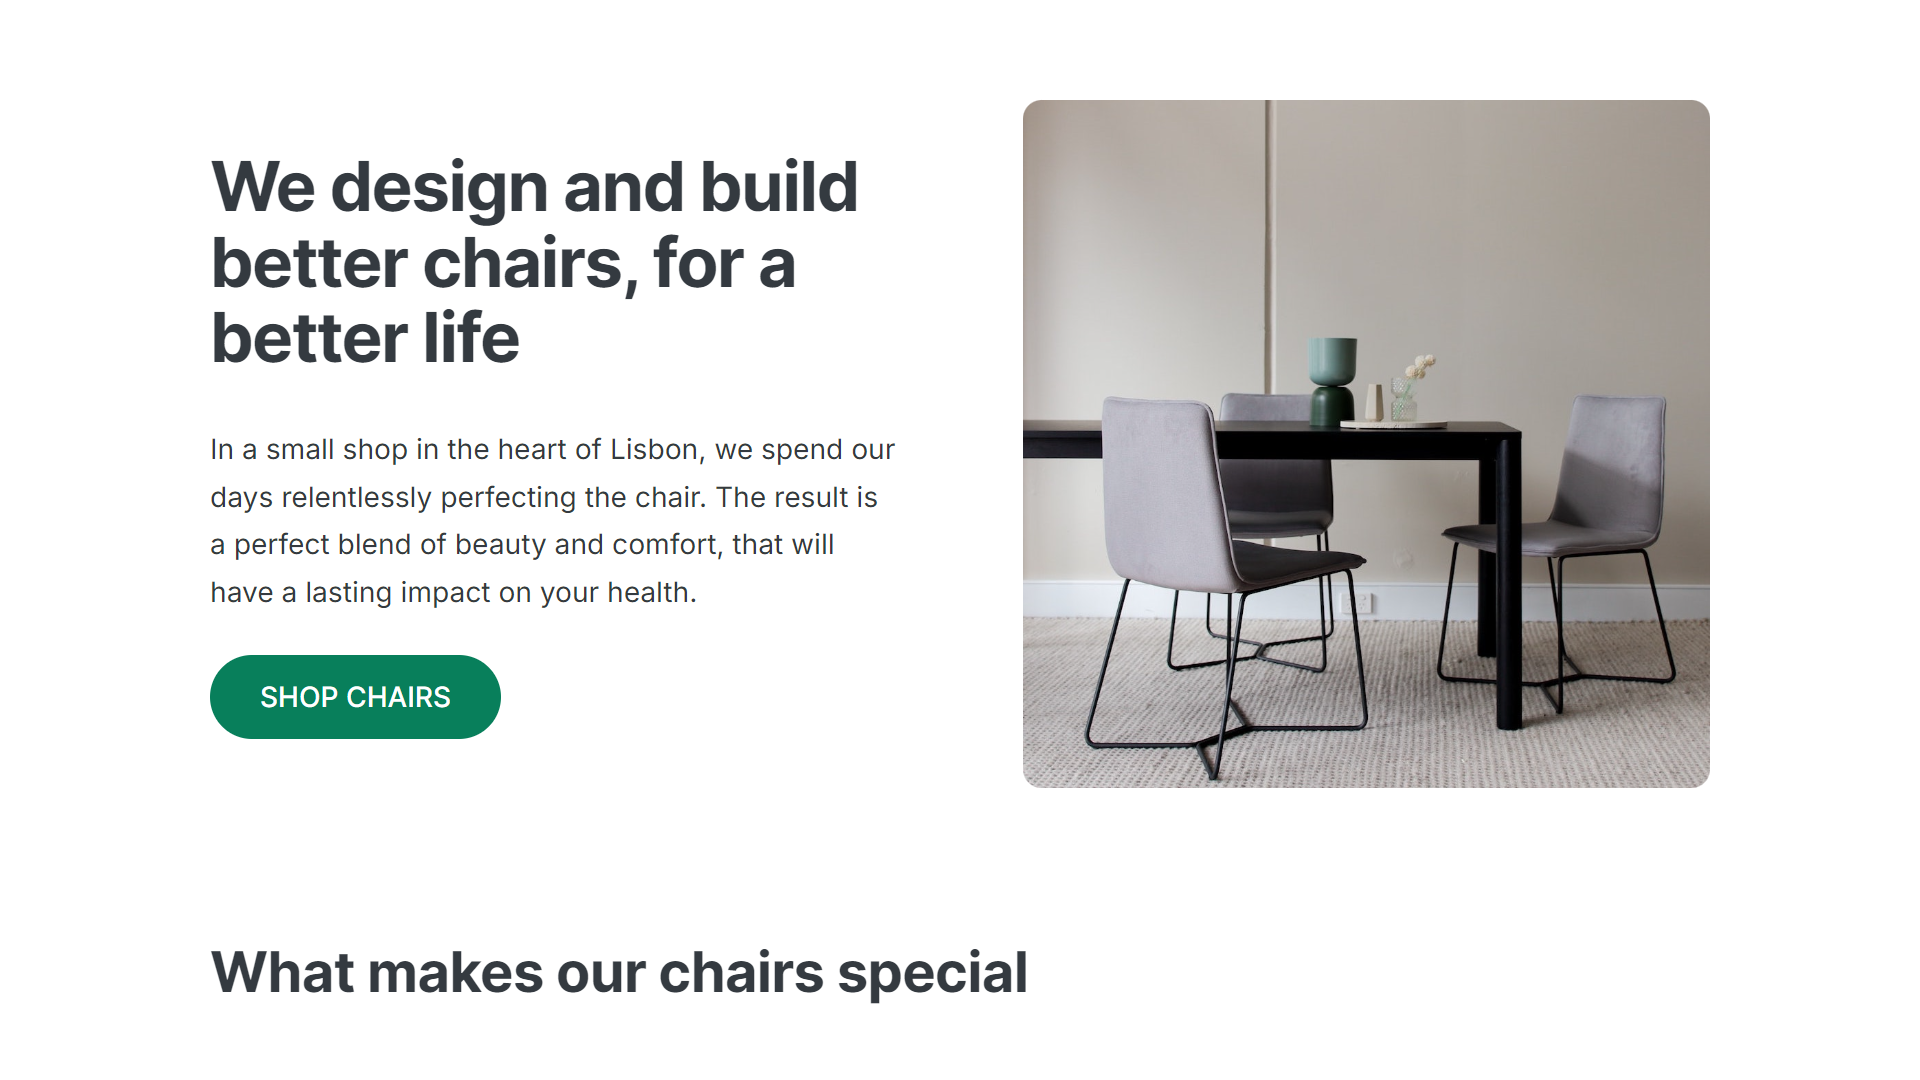 We design and build
better chairs, for a
better life
In a small shop in the heart of Lisbon, we spend our
days relentlessly perfecting the chair. The result is
a perfect blend of beauty and comfort, that will
have a lasting impact on your health.
SHOP CHAIRS
What makes our chairs special